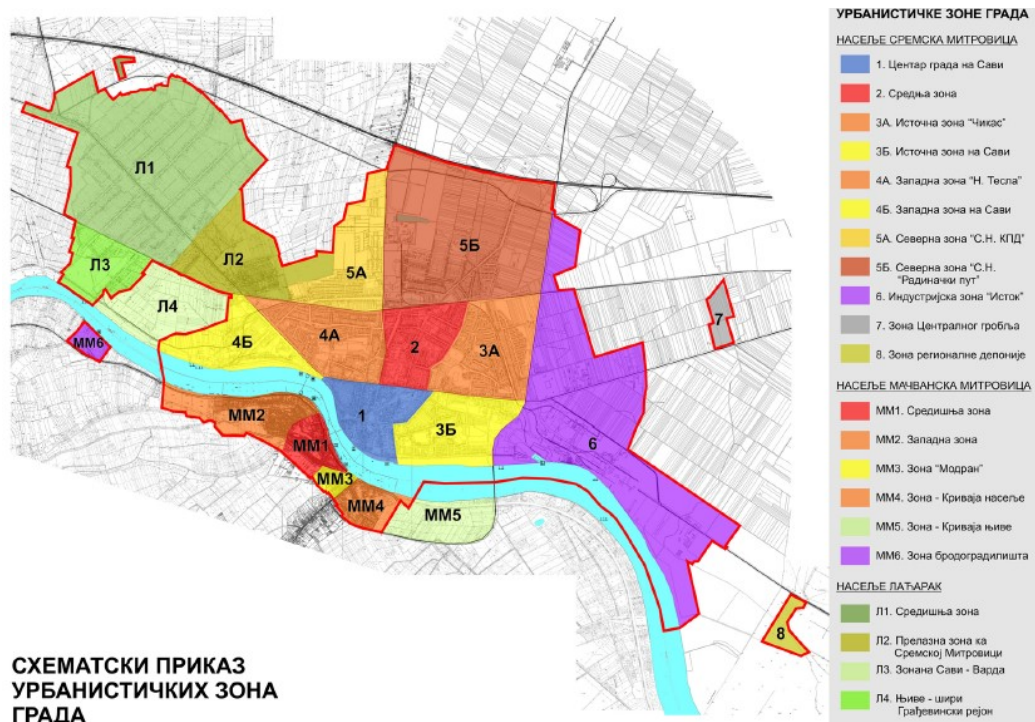 УРБАНИСТИЧКЕ ЗОНЕ ГРАДА
НАСЕЉЕ СРЕМСКА МИТРОВИЦА
1. Центар града на Сави
2. Средња зона
3А. Источна зона "Чикас"
3Б. Источна зона на Сави
4А. Западна зона "Н. Тесла"
4Б. Западна зона на Сави
5А. Северна зона "С.Н. КПД"
5Б. Северна зона "С.Н.
"Радиначки пут"
6. Индустријска зона "Исток"
7. Зона Централног гробља
8. Зона регионалне депоније
НАСЕЉЕ МАЧВАНСКА МИТРОВИЦА
ММ1. Средишња зона
ММ2. Западна зона
ММ3. Зона "Модран"
ММ4. Зона - Криваја насеље
ММ5. Зона - Криваја њиве
ММ6. Зона бродоградилишта
НАСЕЉЕ ЛАЋАРАК
Л1. Средишња зона
Л2. Прелазна зона ка
Сремској Митровици
Л3. Зонана Сави - Варда
Л4. Њиве - шири
Грађевински рејон
Л1
Л2
Л3
Л4
5А
5Б
4А
4Б
2
3А
7
ММ6
ММ2
1
3Б
6
ММ1
ММ3
ММ4
ММ5
8
СХЕМАТСКИ ПРИКАЗ
УРБАНИСТИЧКИХ ЗОНА
ГРАДА